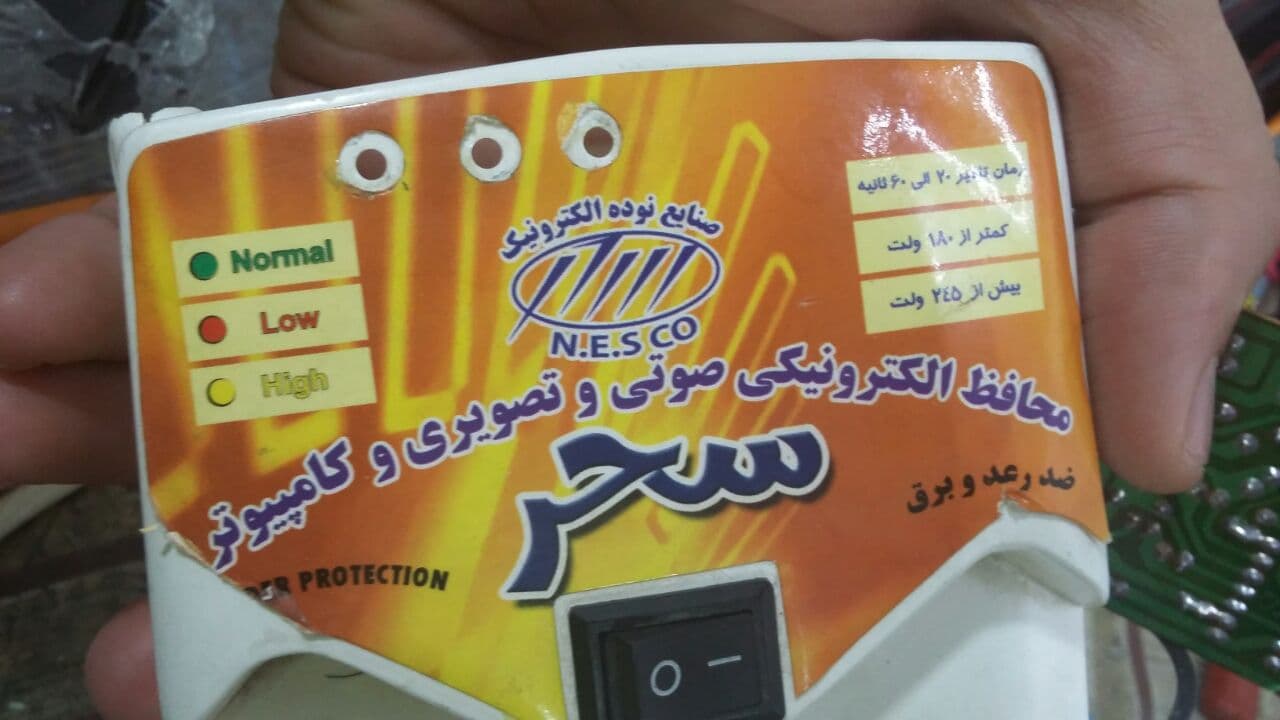 صنایع نوده الکترونیک
N.E.S CO
Normal
Low
High
زمان تاخیر ۲۰ الی ۶۰ ثانیه
کمتر از ۱۸۰ ولت
بیش از ۲۴۵ ولت
محافظ الکترونیکی صوتی و تصویری و کامپیوتر
سحر
ضد رعد و برق
PROTECTION
O –